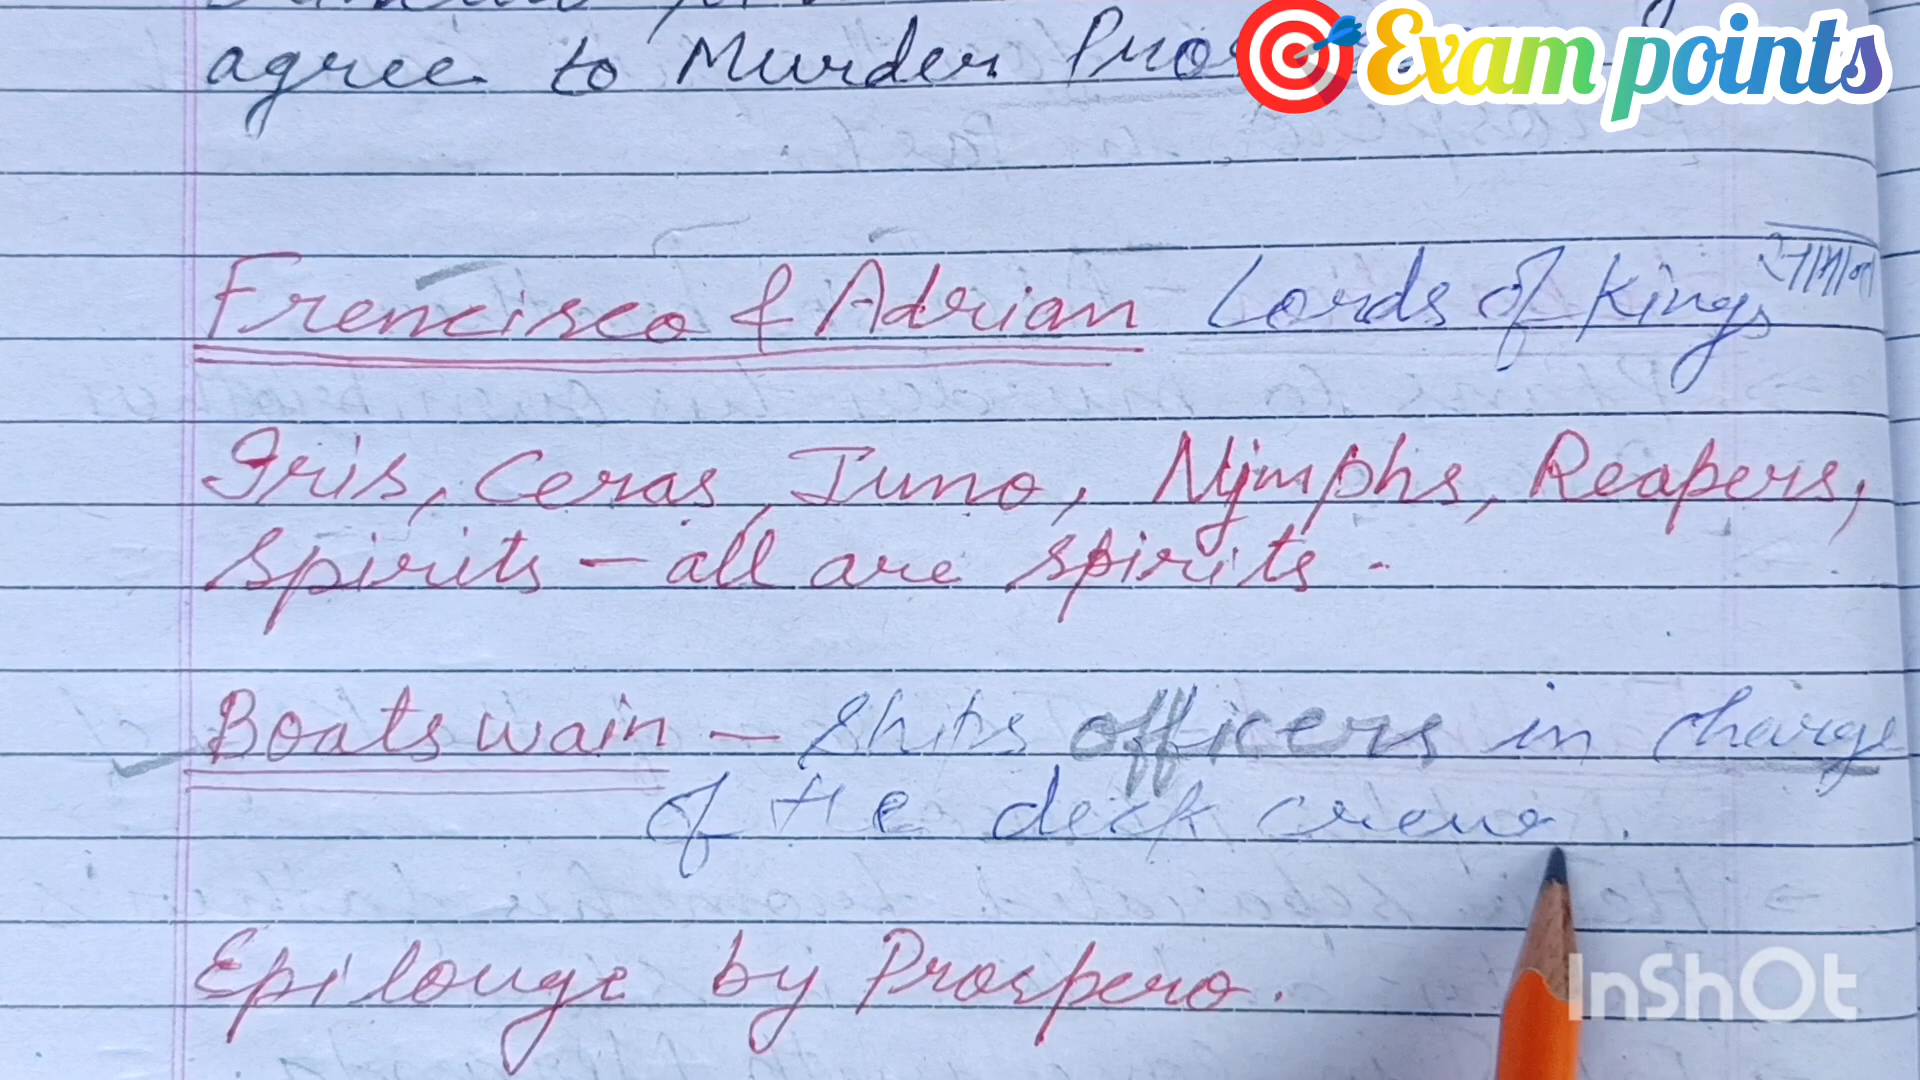 agree to Murder
Exam points
Frencisco & Adrian Lords of Kings सामान्त
Iris, Ceras, Juno, Nymphs, Reapers,
Spirits - all are spirits.
Boatswain - Ships officers in charge
of the deck crew.
Epilouge by Prospero.
InShOt